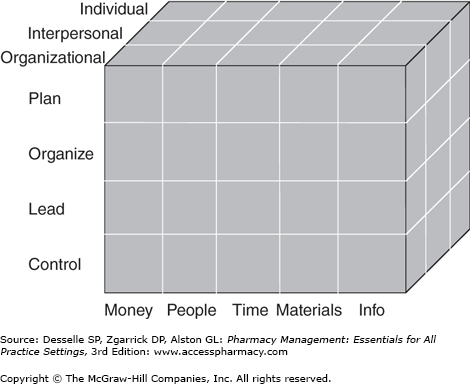 Individual
Interpersonal
Organizational
Plan
Organize
Lead
Control
Money People Time Materials Info
Source: Desselle SP, Zgarrick DP, Alston GL: Pharmacy Management: Essentials for All
Practice Settings, 3rd Edition: www.accesspharmacy.com
Copyright © The McGraw-Hill Companies, Inc. All rights reserved.